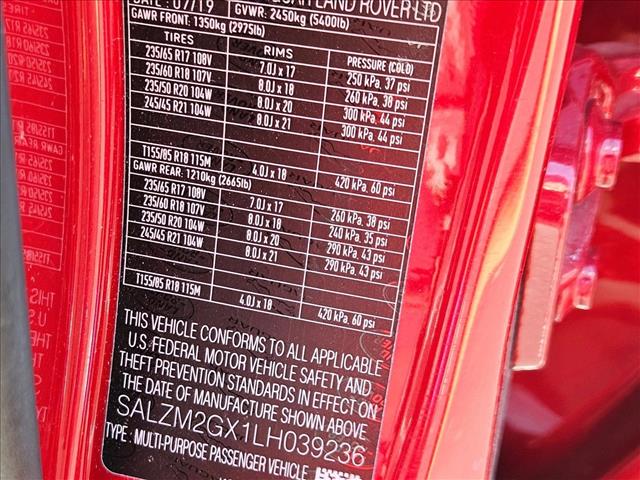 DATE: 07/19 LAND ROVER LTD
GVWR: 2450kg (5400lb)
GAWR FRONT: 1350kg (2975lb)
TIRES RIMS PRESSURE (COLD)
235/65 R17 108V 7.0J x 17 250 kPa, 37 psi
235/60 R18 107V 8.0J x 18 260 kPa, 38 psi
235/50 R20 104W 8.0J x 20 300 kPa, 44 psi
245/45 R21 104W 8.0J x 21 300 kPa, 44 psi
T155/85 R18 115M 4.0J x 18 420 kPa, 60 psi
GAWR REAR: 1210kg (2665lb)
235/65 R17 108V 7.0J x 17 260 kPa, 38 psi
235/60 R18 107V 8.0J x 18 240 kPa, 35 psi
235/50 R20 104W 8.0J x 20 290 kPa, 43 psi
245/45 R21 104W 8.0J x 21 290 kPa, 43 psi
T155/85 R18 115M 4.0J x 18 420 kPa, 60 psi
THIS VEHICLE CONFORMS TO ALL APPLICABLE
U.S. FEDERAL MOTOR VEHICLE SAFETY AND
THEFT PREVENTION STANDARDS IN EFFECT ON
THE DATE OF MANUFACTURE SHOWN ABOVE
SALZM2GX1LH039236
TYPE: MULTI-PURPOSE PASSENGER VEHICLE